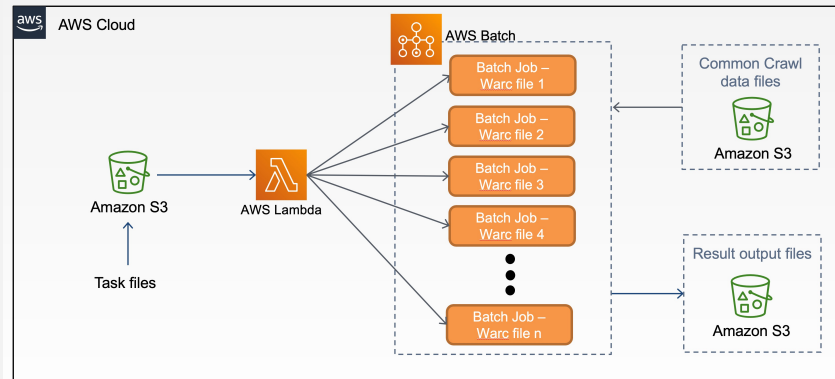 aws
AWS Cloud
AWS Batch
Batch Job –
Warc file 1
Batch Job –
Warc file 2
Batch Job –
Warc file 3
Batch Job –
Warc file 4
Batch Job –
Warc file n
Amazon S3
Task files
AWS Lambda
Common Crawl
data files
Amazon S3
Result output files
Amazon S3